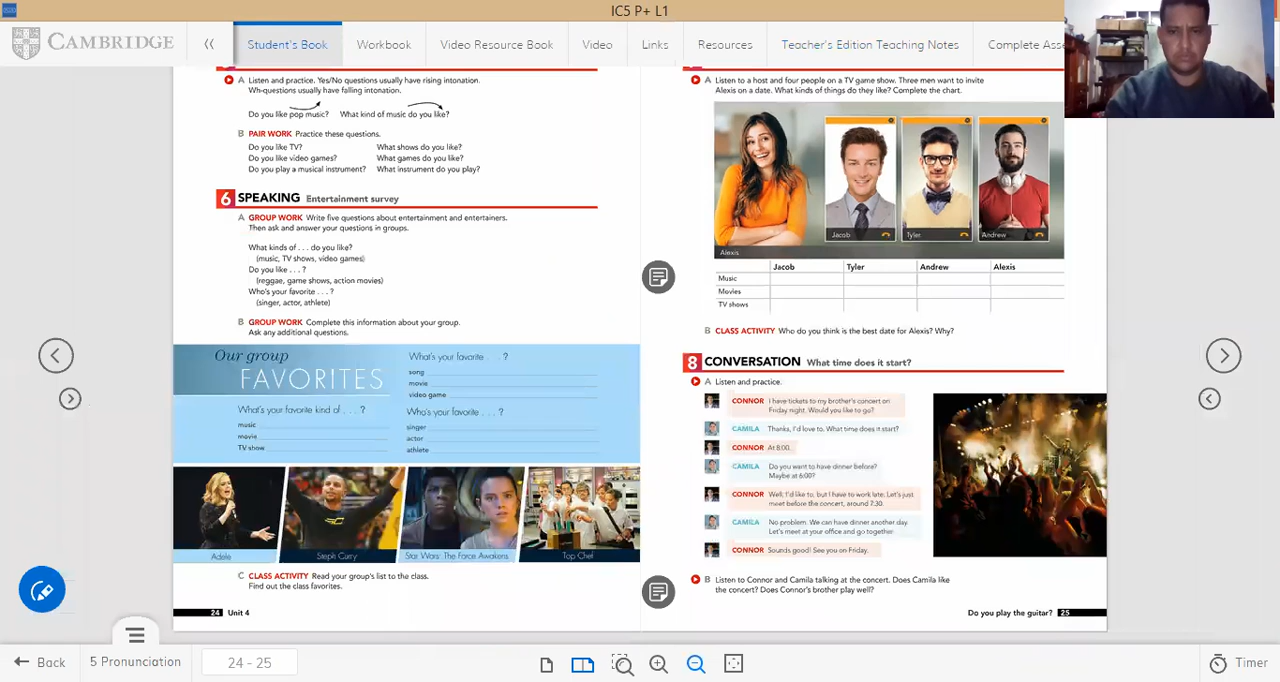 IC5 P+ L1
CAMBRIDGE
Student's Book
Workbook
Video Resource Book
Video
Links
Resources
Teacher's Edition Teaching Notes
Complete Asse
A Listen and practice. Yes/No questions usually have rising intonation.
Wh-questions usually have falling intonation.
Do you like pop music? What kind of music do you like?
B PAIR WORK Practice these questions.
Do you like TV? What shows do you like?
Do you like video games? What games do you like?
Do you play a musical instrument? What instrument do you play?
6 SPEAKING Entertainment survey
A GROUP WORK Write five questions about entertainment and entertainers.
Then ask and answer your questions in groups.
What kinds of . . . do you like?
(music, TV shows, video games)
Do you like . . . ?
(reggae, game shows, action movies)
Who's your favorite . . . ?
(singer, actor, athlete)
B GROUP WORK Complete this information about your group.
Ask any additional questions.
Our group
FAVORITES
What's your favorite kind of . . . ?
music
movie
TV show
What's your favorite . . . ?
song
movie
video game
Who's your favorite . . . ?
singer
actor
athlete
Adele
Steph Curry
Star Wars: The Force Awakens
Top Chef
C CLASS ACTIVITY Read your group's list to the class.
Find out the class favorites.
24 Unit 4
A Listen to a host and four people on a TV game show. Three men want to invite
Alexis on a date. What kinds of things do they like? Complete the chart.
Jacob
Tyler
Andrew
Alexis
Jacob Tyler Andrew Alexis
Music
Movies
TV shows
B CLASS ACTIVITY Who do you think is the best date for Alexis? Why?
8 CONVERSATION What time does it start?
A Listen and practice.
CONNOR I have tickets to my brother's concert on
Friday night. Would you like to go?
CAMILA Thanks, I'd love to. What time does it start?
CONNOR At 8:00.
CAMILA Do you want to have dinner before?
Maybe at 6:00?
CONNOR Well, I'd like to, but I have to work late. Let's just
meet before the concert, around 7:30.
CAMILA No problem. We can have dinner another day.
Let's meet at your office and go together.
CONNOR Sounds good! See you on Friday.
B Listen to Connor and Camila talking at the concert. Does Camila like
the concert? Does Connor's brother play well?
Do you play the guitar? 25
Back
5 Pronunciation
24 - 25
Timer